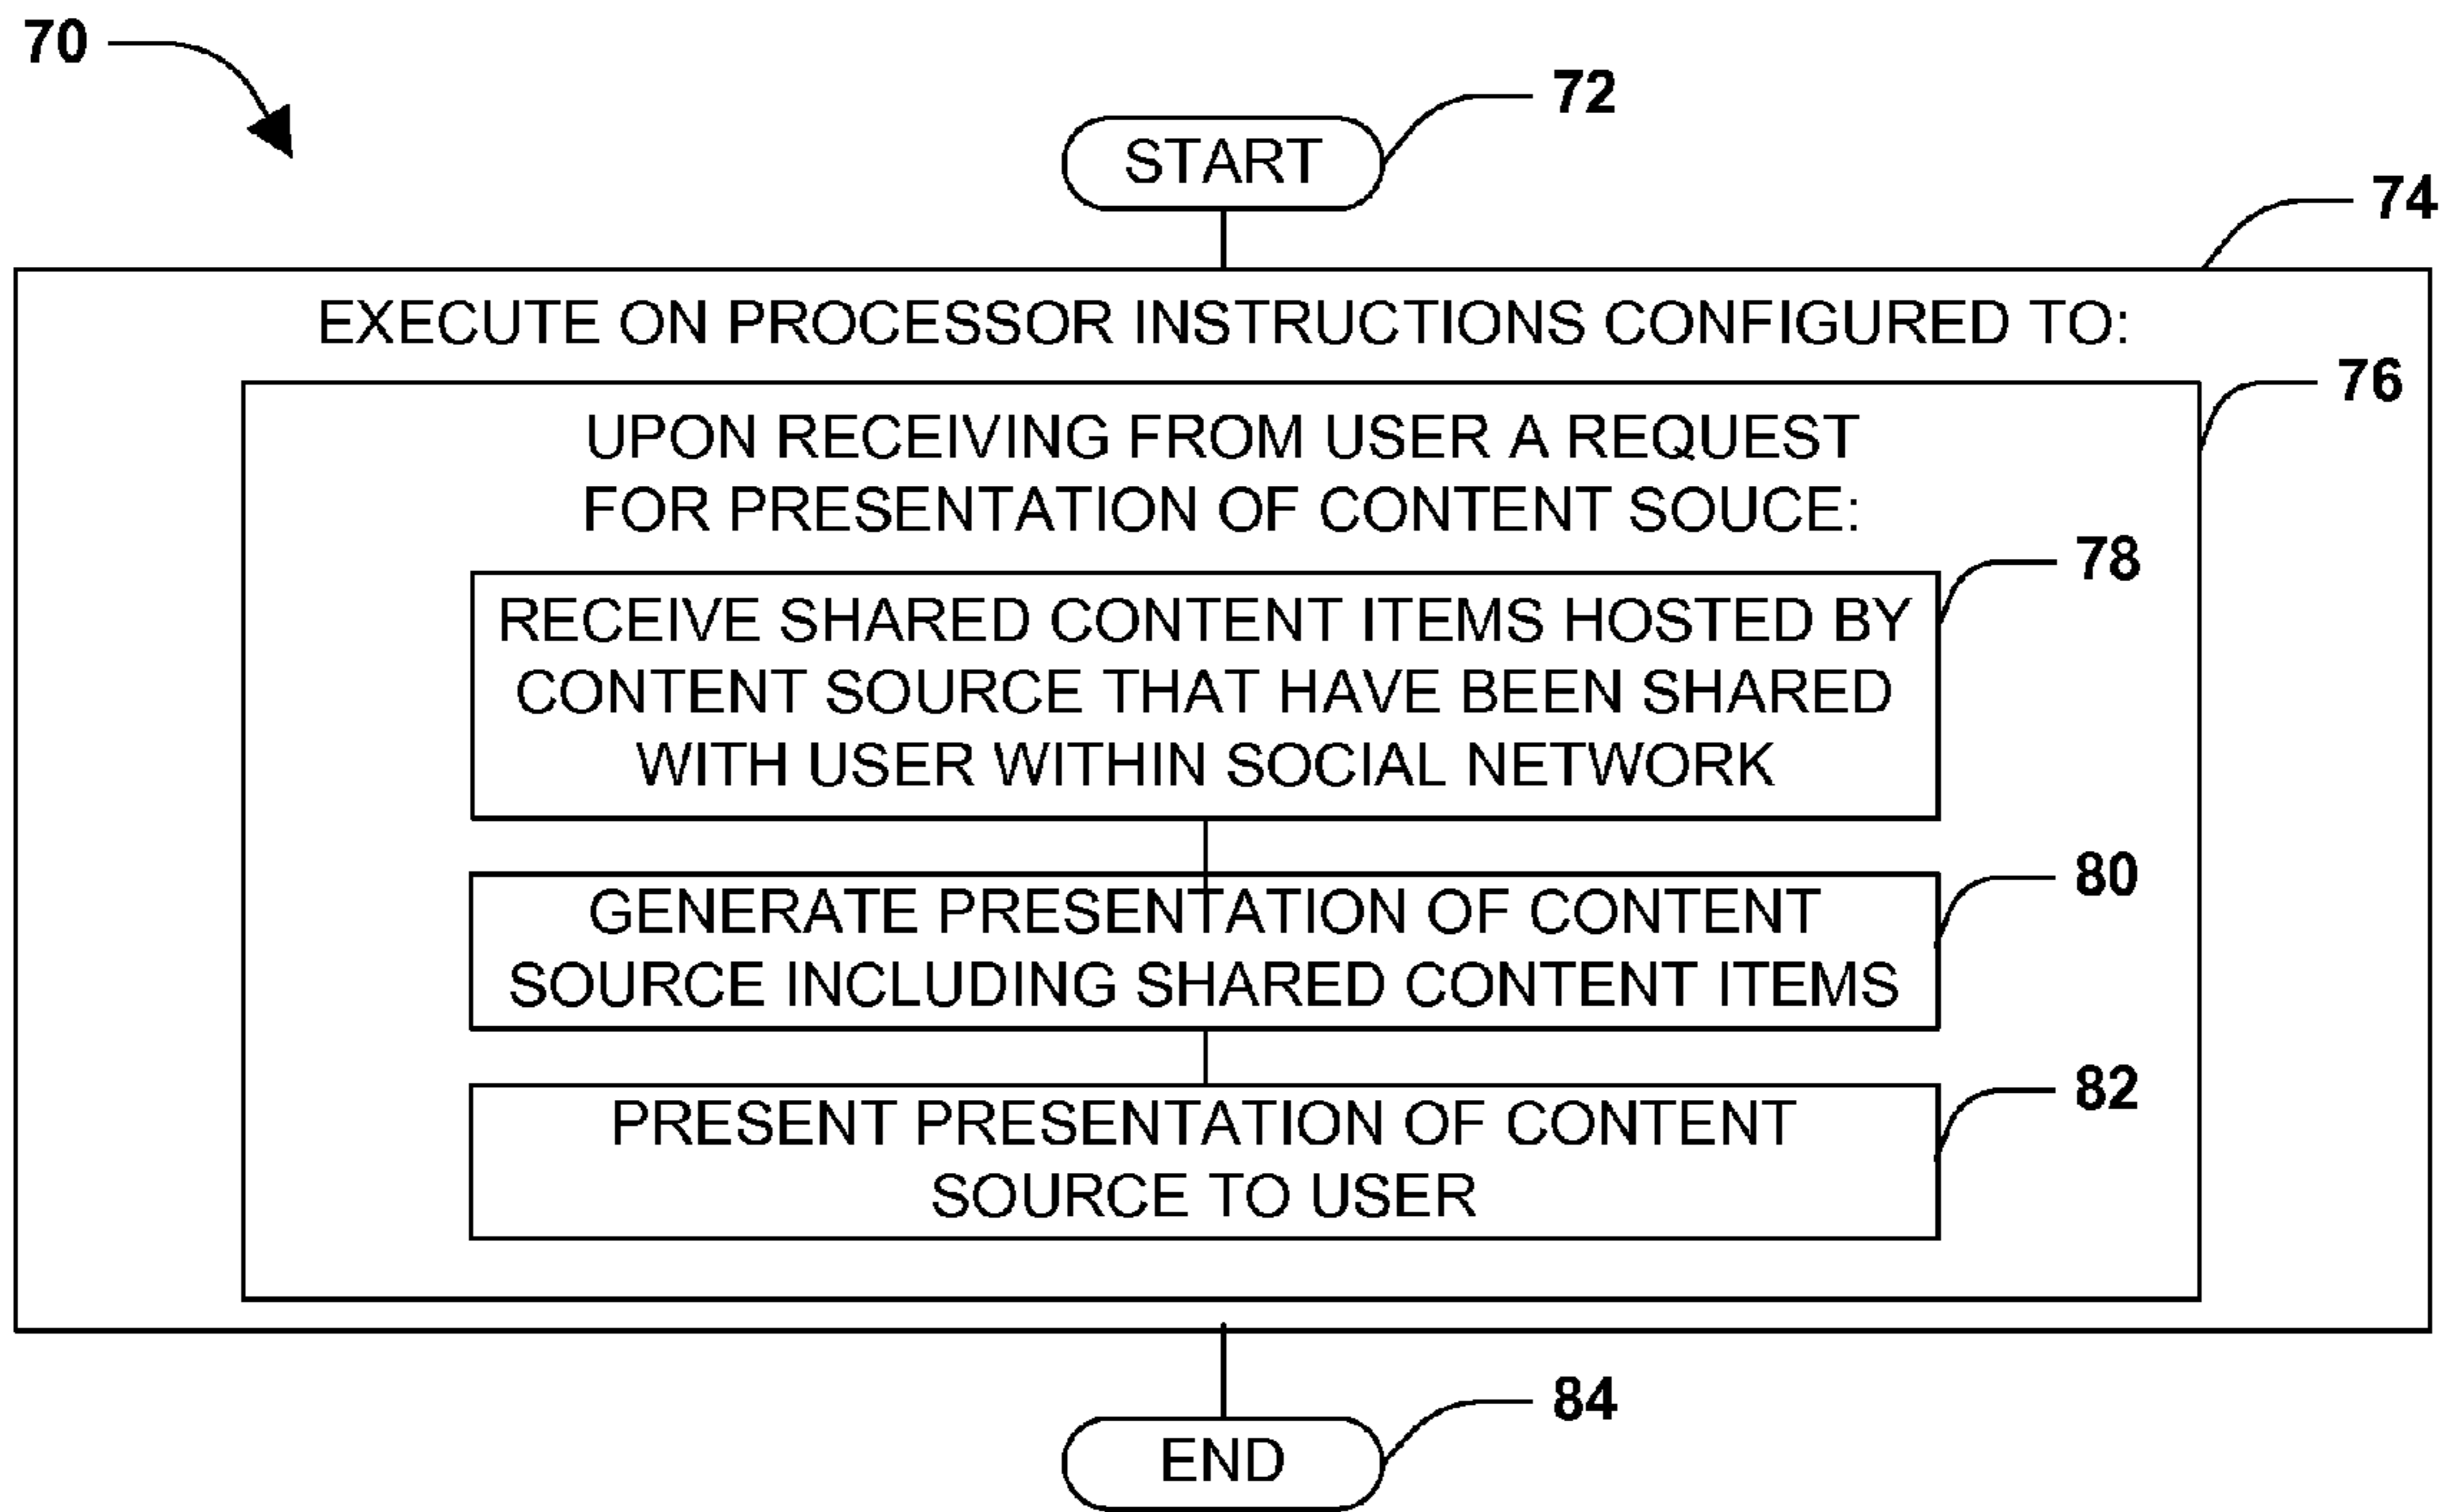 70
START
72
74
EXECUTE ON PROCESSOR INSTRUCTIONS CONFIGURED TO:
76
UPON RECEIVING FROM USER A REQUEST
FOR PRESENTATION OF CONTENT SOUCE:
78
RECEIVE SHARED CONTENT ITEMS HOSTED BY
CONTENT SOURCE THAT HAVE BEEN SHARED
WITH USER WITHIN SOCIAL NETWORK
80
GENERATE PRESENTATION OF CONTENT
SOURCE INCLUDING SHARED CONTENT ITEMS
82
PRESENT PRESENTATION OF CONTENT
SOURCE TO USER
84
END